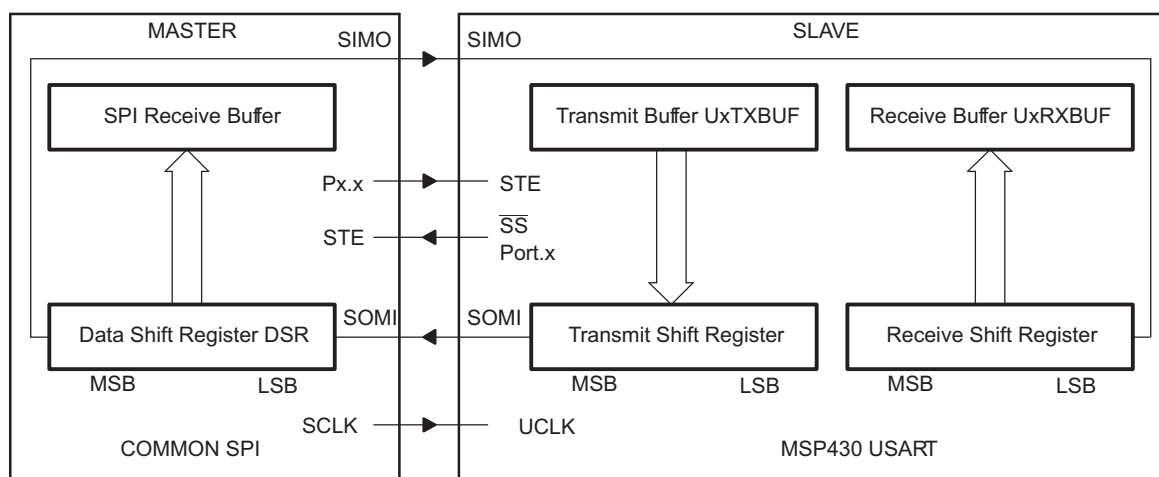 MASTER
SLAVE
SIMO
SIMO
SPI Receive Buffer
Transmit Buffer UxTXBUF
Receive Buffer UxRXBUF
Px.x
STE
STE
SS
Port.x
SOMI
SOMI
Data Shift Register DSR
Transmit Shift Register
Receive Shift Register
MSB
LSB
MSB
LSB
MSB
LSB
SCLK
UCLK
COMMON SPI
MSP430 USART